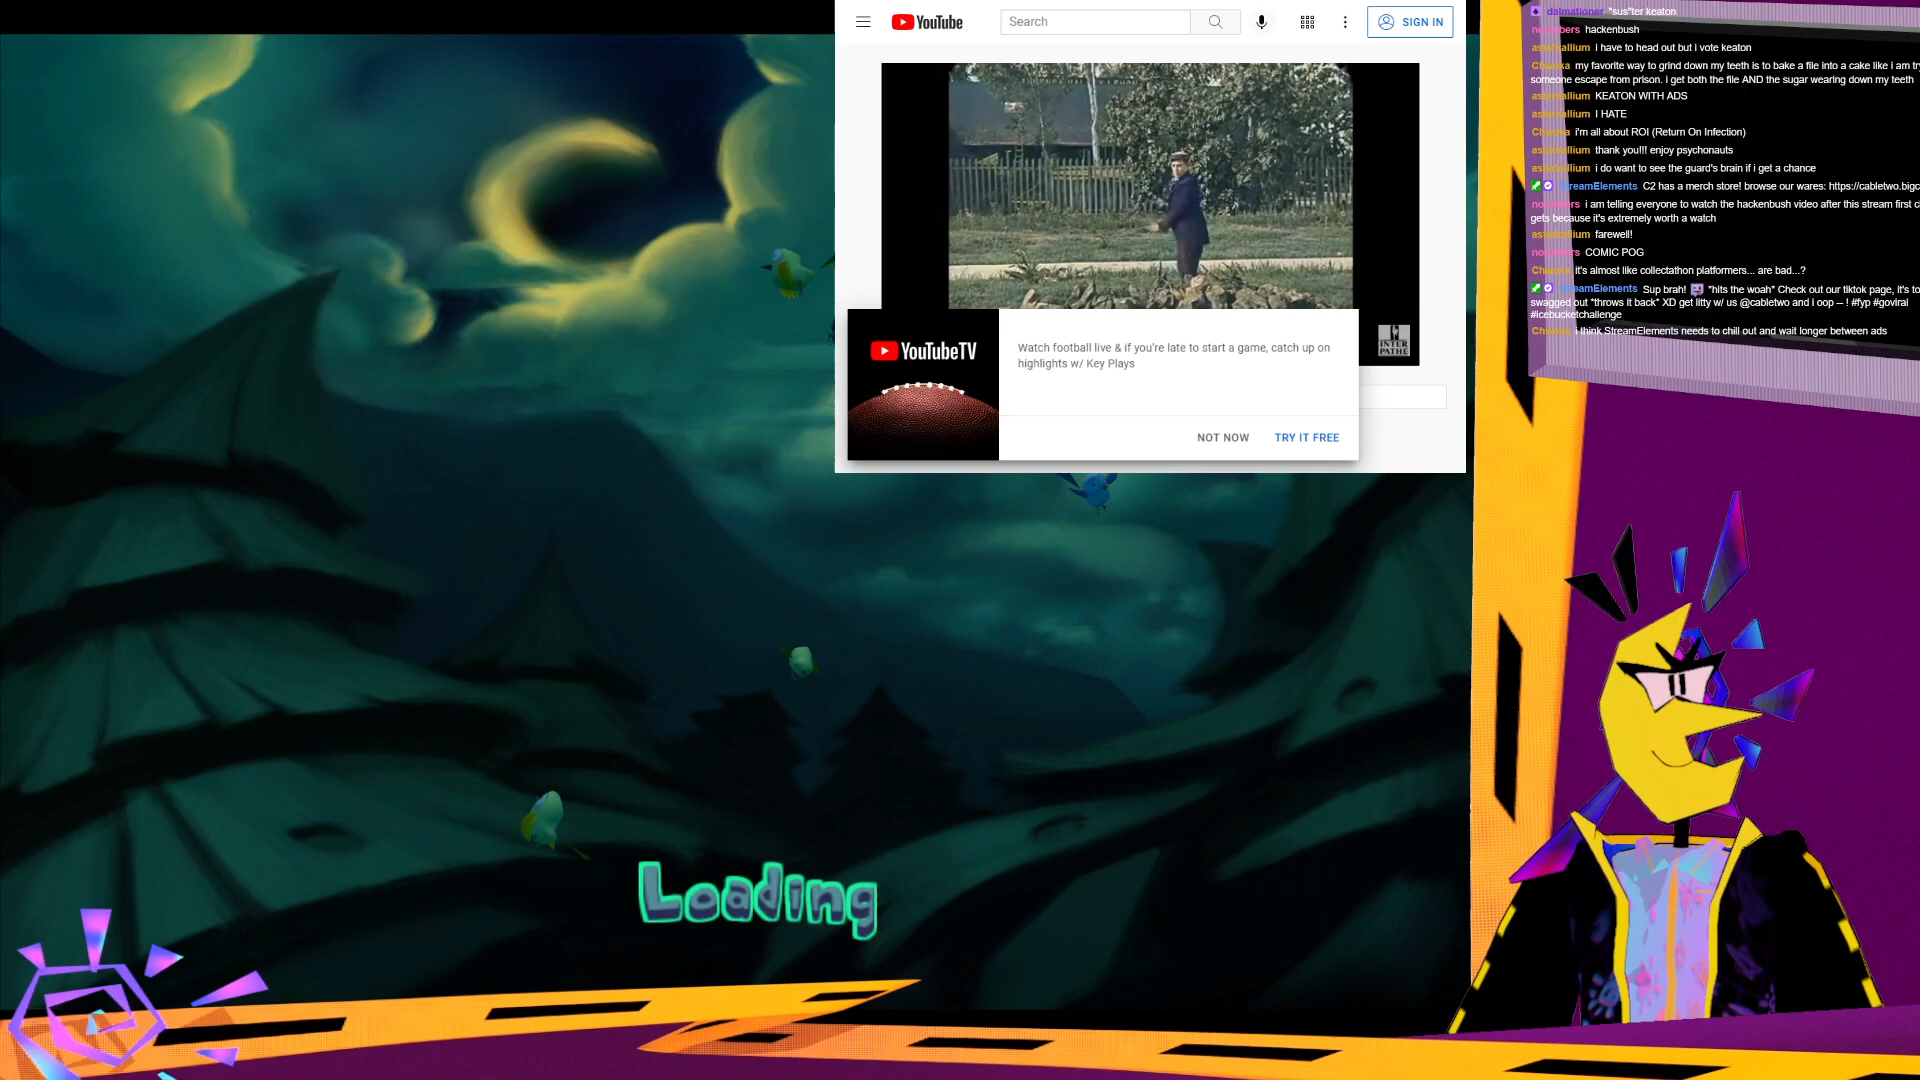 YouTube
Search
SIGN IN
YouTubeTV
Watch football live & if you're late to start a game, catch up on
highlights w/ Key Plays
NOT NOW
TRY IT FREE
INTER
PATHÉ
Loading
dalmationer "sus"ter keaton
hackenbush
i have to head out but i vote keaton
my favorite way to grind down my teeth is to bake a file into a cake like i am
someone escape from prison. i get both the file AND the sugar wearing down my teeth
KEATON WITH ADS
I HATE
i'm all about ROI (Return On Infection)
thank you!!! enjoy psychonauts
i do want to see the guard's brain if i get a chance
StreamElements C2 has a merch store! browse our wares:
i am telling everyone to watch the hackenbush video after this stream first
gets because it's extremely worth a watch
farewell!
COMIC POG
it's almost like collectathon platformers... are bad...?
StreamElements Sup brah! *hits the woah* Check out our tiktok page, it's
swagged out *throws it back* XD get litty w/ us @cabletwo and i oop -- ! #fyp #goviral
#icebucketchallenge
i think StreamElements needs to chill out and wait longer between ads